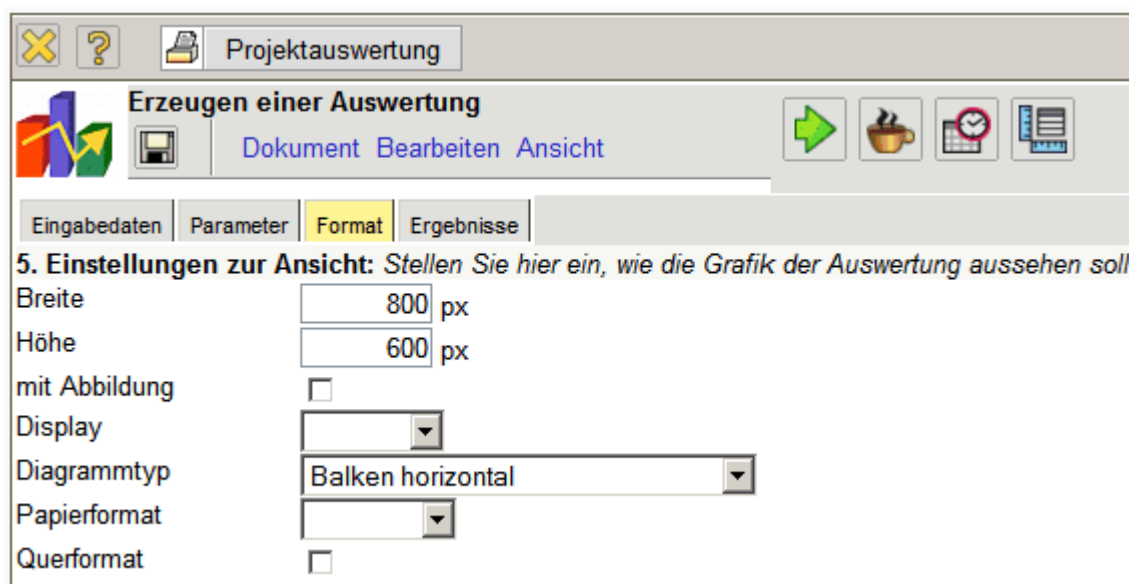 Projektauswertung
Erzeugen einer Auswertung
Dokument Bearbeiten Ansicht
Eingabedaten Parameter Format Ergebnisse
5. Einstellungen zur Ansicht: Stellen Sie hier ein, wie die Grafik der Auswertung aussehen soll
Breite 800 px
Höhe 600 px
mit Abbildung
Display
Diagrammtyp Balken horizontal
Papierformat
Querformat